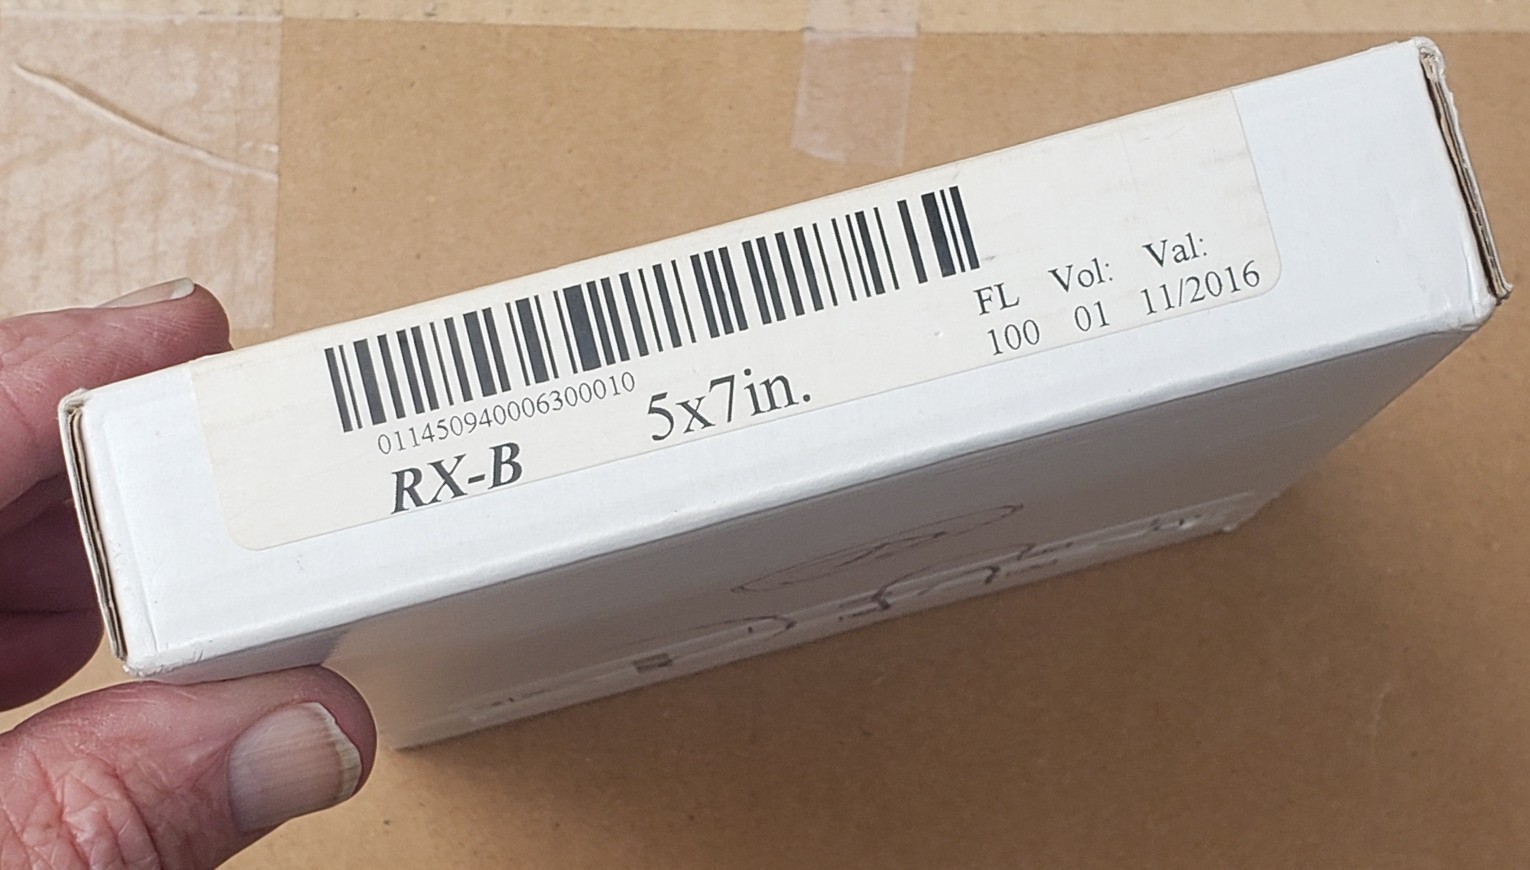 011450940006300010
RX-B 5x7in.
FL Vol: Val:
100 01 11/2016